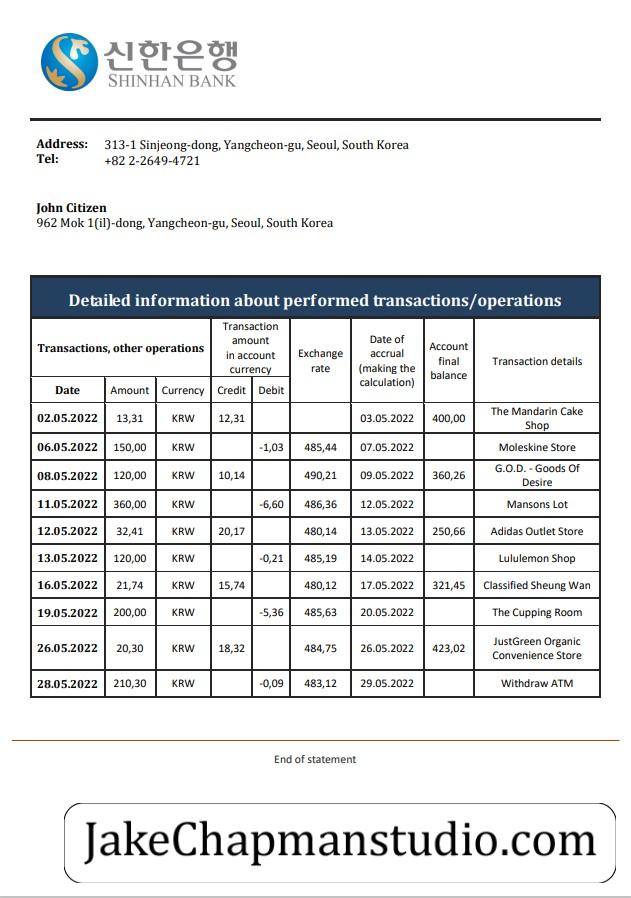 신한은행
SHINHAN BANK
Address: 313-1 Sinjeong-dong, Yangcheon-gu, Seoul, South Korea
Tel: +82 2-2649-4721
John Citizen
962 Mok 1(il)-dong, Yangcheon-gu, Seoul, South Korea
Detailed information about performed transactions/operations
Transactions, other operations
Transaction
amount
in account
currency
Exchange
rate
Date of
accrual
(making the
calculation)
Account
final
balance
Transaction details
Date Amount Currency Credit Debit
02.05.2022 13,31 KRW 12,31 03.05.2022 400,00 The Mandarin Cake
Shop
06.05.2022 150,00 KRW -1,03 485,44 07.05.2022 Moleskine Store
08.05.2022 120,00 KRW 10,14 490,21 09.05.2022 360,26 G.O.D. - Goods Of
Desire
11.05.2022 360,00 KRW -6,60 486,36 12.05.2022 Mansons Lot
12.05.2022 32,41 KRW 20,17 480,14 13.05.2022 250,66 Adidas Outlet Store
13.05.2022 120,00 KRW -0,21 485,19 14.05.2022 Lululemon Shop
16.05.2022 21,74 KRW 15,74 480,12 17.05.2022 321,45 Classified Sheung Wan
19.05.2022 200,00 KRW -5,36 485,63 20.05.2022 The Cupping Room
26.05.2022 20,30 KRW 18,32 484,75 26.05.2022 423,02 JustGreen Organic
Convenience Store
28.05.2022 210,30 KRW -0,09 483,12 29.05.2022 Withdraw ATM
End of statement
JakeChapmanstudio.com